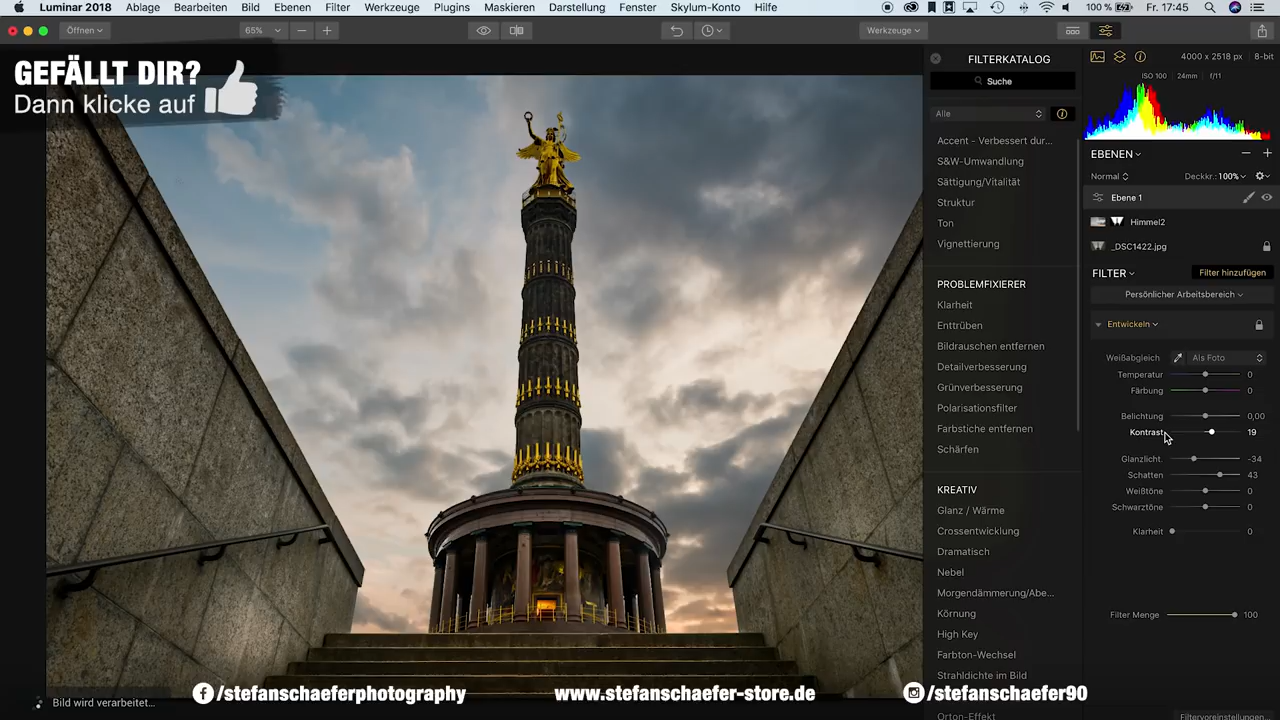 Luminar 2018 Ablage Bearbeiten Bild Ebenen Filter Werkzeuge Plugins Maskieren Darstellung Fenster Skylum-Konto Hilfe 100 % Fr. 17:45
Öffnen 65% Werkzeuge
GEFÄLLT DIR?
Dann klicke auf
FILTERKATALOG
Suche
Alle
Accent - Verbessert dur...
S&W-Umwandlung
Sättigung/Vitalität
Struktur
Ton
Vignettierung
PROBLEMFIXIERER
Klarheit
Enttrüben
Bildrauschen entfernen
Detailverbesserung
Grünverbesserung
Polarisationsfilter
Farbstiche entfernen
Schärfen
KREATIV
Glanz / Wärme
Crossentwicklung
Dramatisch
Nebel
Morgendämmerung/Abe...
Körnung
High Key
Farbton-Wechsel
Strahldichte im Bild
Orton-Effekt
4000 x 2518 px 8-bit
ISO 100 24mm f/11
EBENEN
Normal Deckkr.: 100%
Ebene 1
Himmel2
_DSC1422.jpg
FILTER Filter hinzufügen
Persönlicher Arbeitsbereich
Entwickeln
Weißabgleich Als Foto
Temperatur 0
Färbung 0
Belichtung 0,00
Kontrast 19
Glanzlicht. -34
Schatten 43
Weißtöne 0
Schwarztöne 0
Klarheit 0
Filter Menge 100
Filtervoreinstellungen...
Bild wird verarbeitet...
/stefanschaeferphotography www.stefanschaefer-store.de /stefanschaefer90